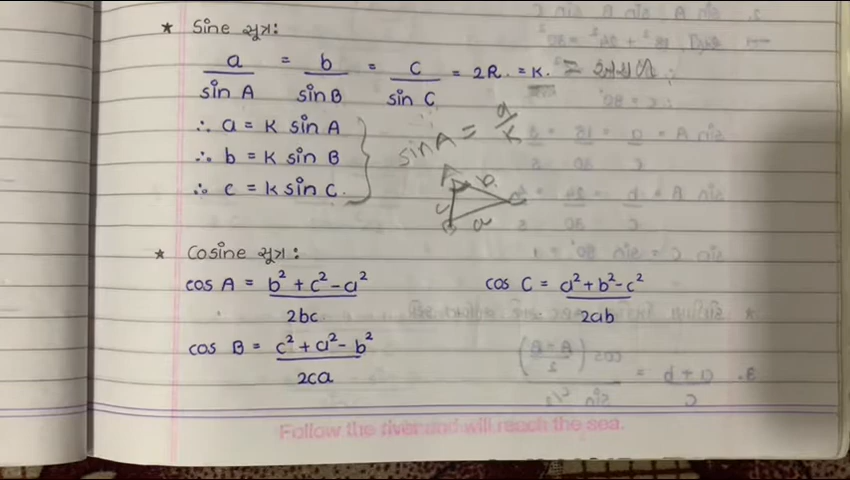 * Sine સૂત્ર:
a/sin A = b/sin B = c/sin C = 2R = K. = અચળ
∴ a = K sin A
∴ b = K sin B
∴ c = K sin C
sin A = a/K
A b c
c a
B
* Cosine સૂત્ર:
cos A = b² + c² - a² / 2bc
cos C = a² + b² - c² / 2ab
cos B = c² + a² - b² / 2ca
Follow the river and will reach the sea.